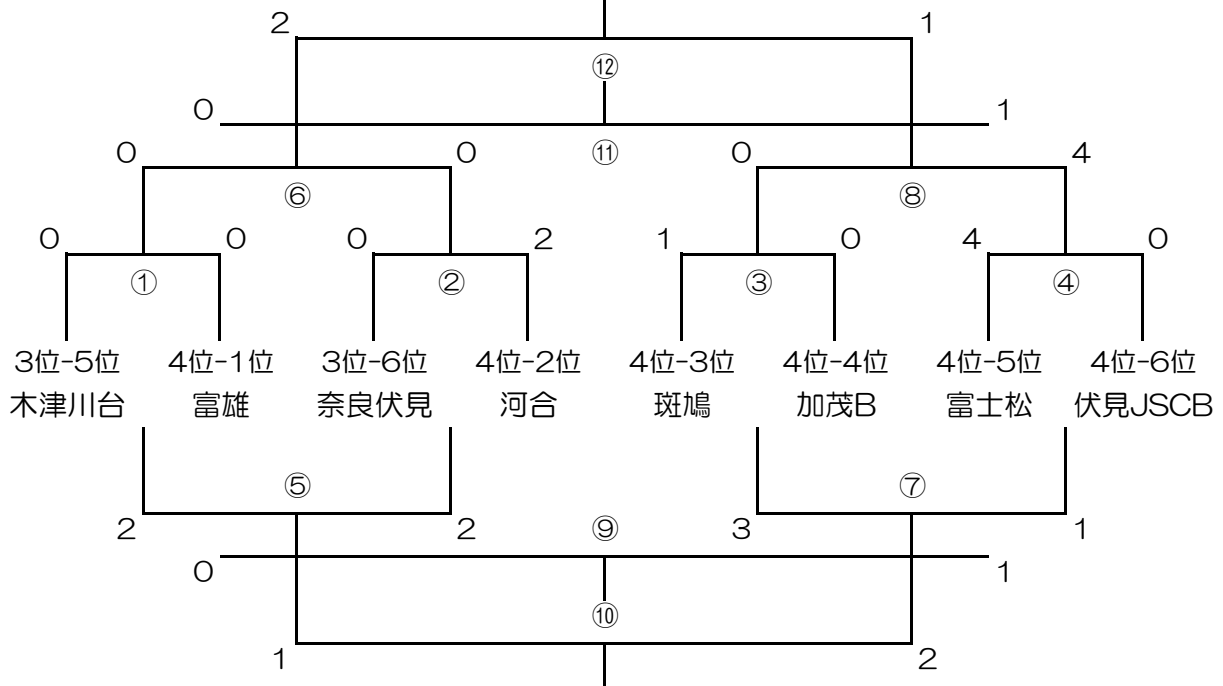 2 1
⑫
0 1
0 0 ⑪ 0 4
⑥ ⑧
0 0 0 2 1 0 4 0
① ② ③ ④
3位-5位 4位-1位 3位-6位 4位-2位 4位-3位 4位-4位 4位-5位 4位-6位
木津川台 富雄 奈良伏見 河合 斑鳩 加茂B 富士松 伏見JSCB
⑤ ⑦
2 2 ⑨ 3 1
0 1
⑩
1 2